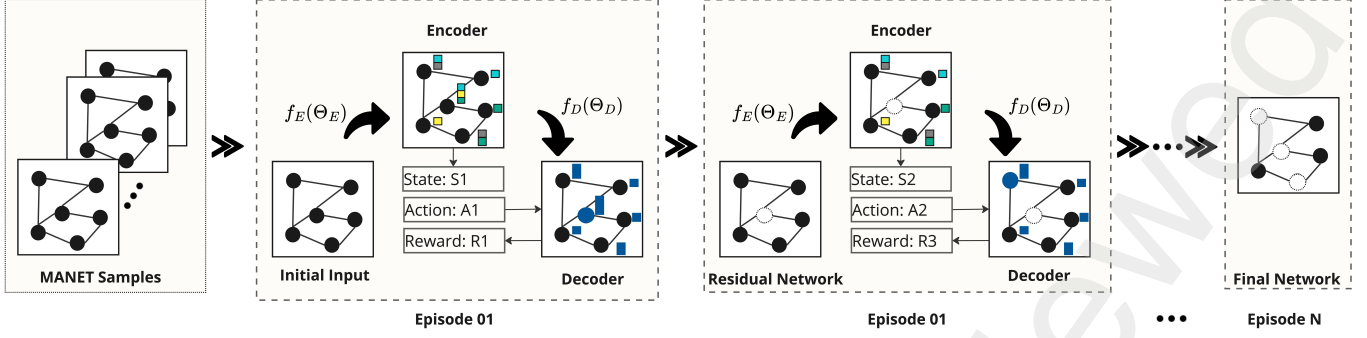 MANET Samples
Encoder
f_E(Θ_E)
f_D(Θ_D)
State: S1
Action: A1
Reward: R1
Initial Input
Decoder
Episode 01
Encoder
f_E(Θ_E)
f_D(Θ_D)
State: S2
Action: A2
Reward: R3
Residual Network
Decoder
Episode 01
Final Network
Episode N
ewed